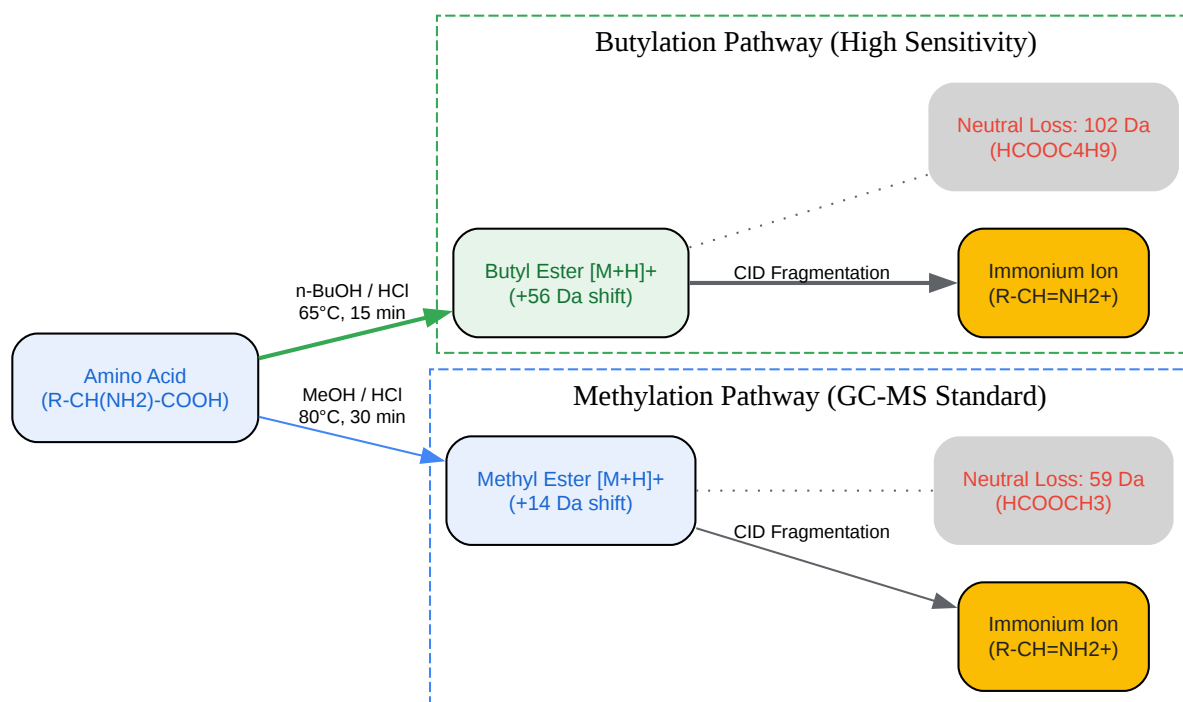 Butylation Pathway (High Sensitivity)
Neutral Loss: 102 Da
(HCOOC4H9)
Butyl Ester [M+H]+
(+56 Da shift)
CID Fragmentation
Immonium Ion
(R-CH=NH2+)
n-BuOH / HCl
65°C, 15 min
Amino Acid
(R-CH(NH2)-COOH)
MeOH / HCl
80°C, 30 min
Methylation Pathway (GC-MS Standard)
Methyl Ester [M+H]+
(+14 Da shift)
Neutral Loss: 59 Da
(HCOOCH3)
CID Fragmentation
Immonium Ion
(R-CH=NH2+)